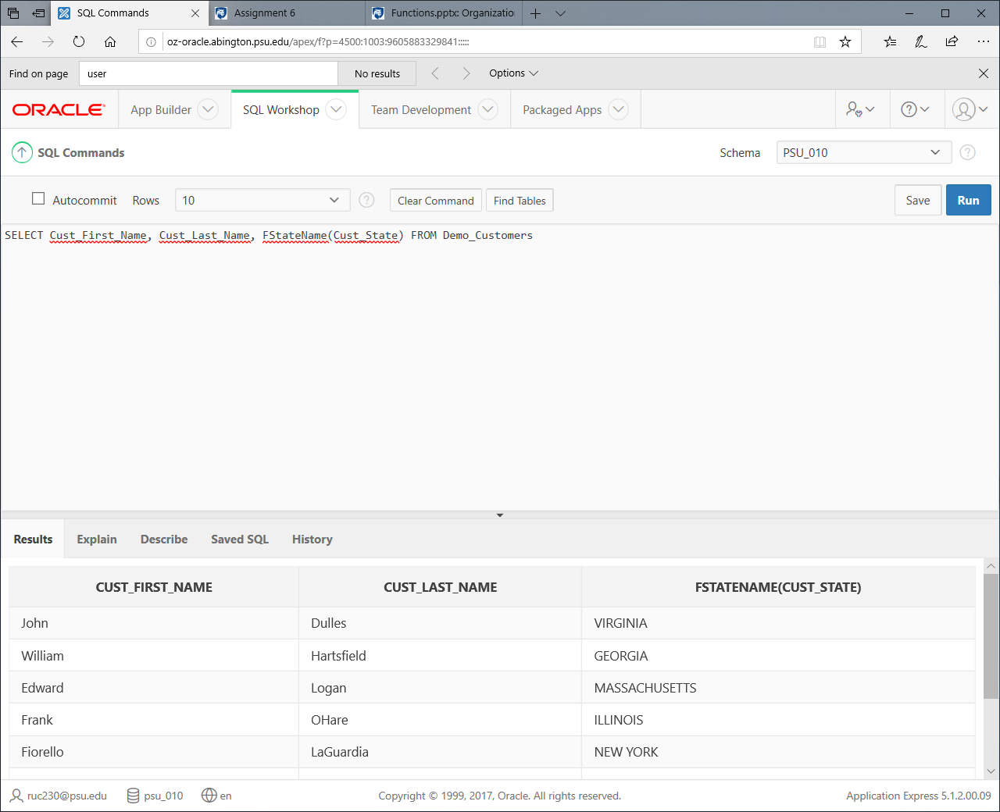 SQL Commands
Assignment 6
Functions.pptx: Organizatio
oz-oracle.abington.psu.edu/apex/f?p=4500:1003:9605883329841:::::
Find on page
user
No results
Options
ORACLE
App Builder
SQL Workshop
Team Development
Packaged Apps
SQL Commands
Schema
PSU_010
Autocommit
Rows
10
Clear Command
Find Tables
Save
Run
SELECT Cust_First_Name, Cust_Last_Name, FStateName(Cust_State) FROM Demo_Customers
Results
Explain
Describe
Saved SQL
History
CUST_FIRST_NAME CUST_LAST_NAME FSTATENAME(CUST_STATE)
John Dulles VIRGINIA
William Hartsfield GEORGIA
Edward Logan MASSACHUSETTS
Frank OHare ILLINOIS
Fiorello LaGuardia NEW YORK
ruc230@psu.edu
psu_010
en
Copyright © 1999, 2017, Oracle. All rights reserved.
Application Express 5.1.2.00.09